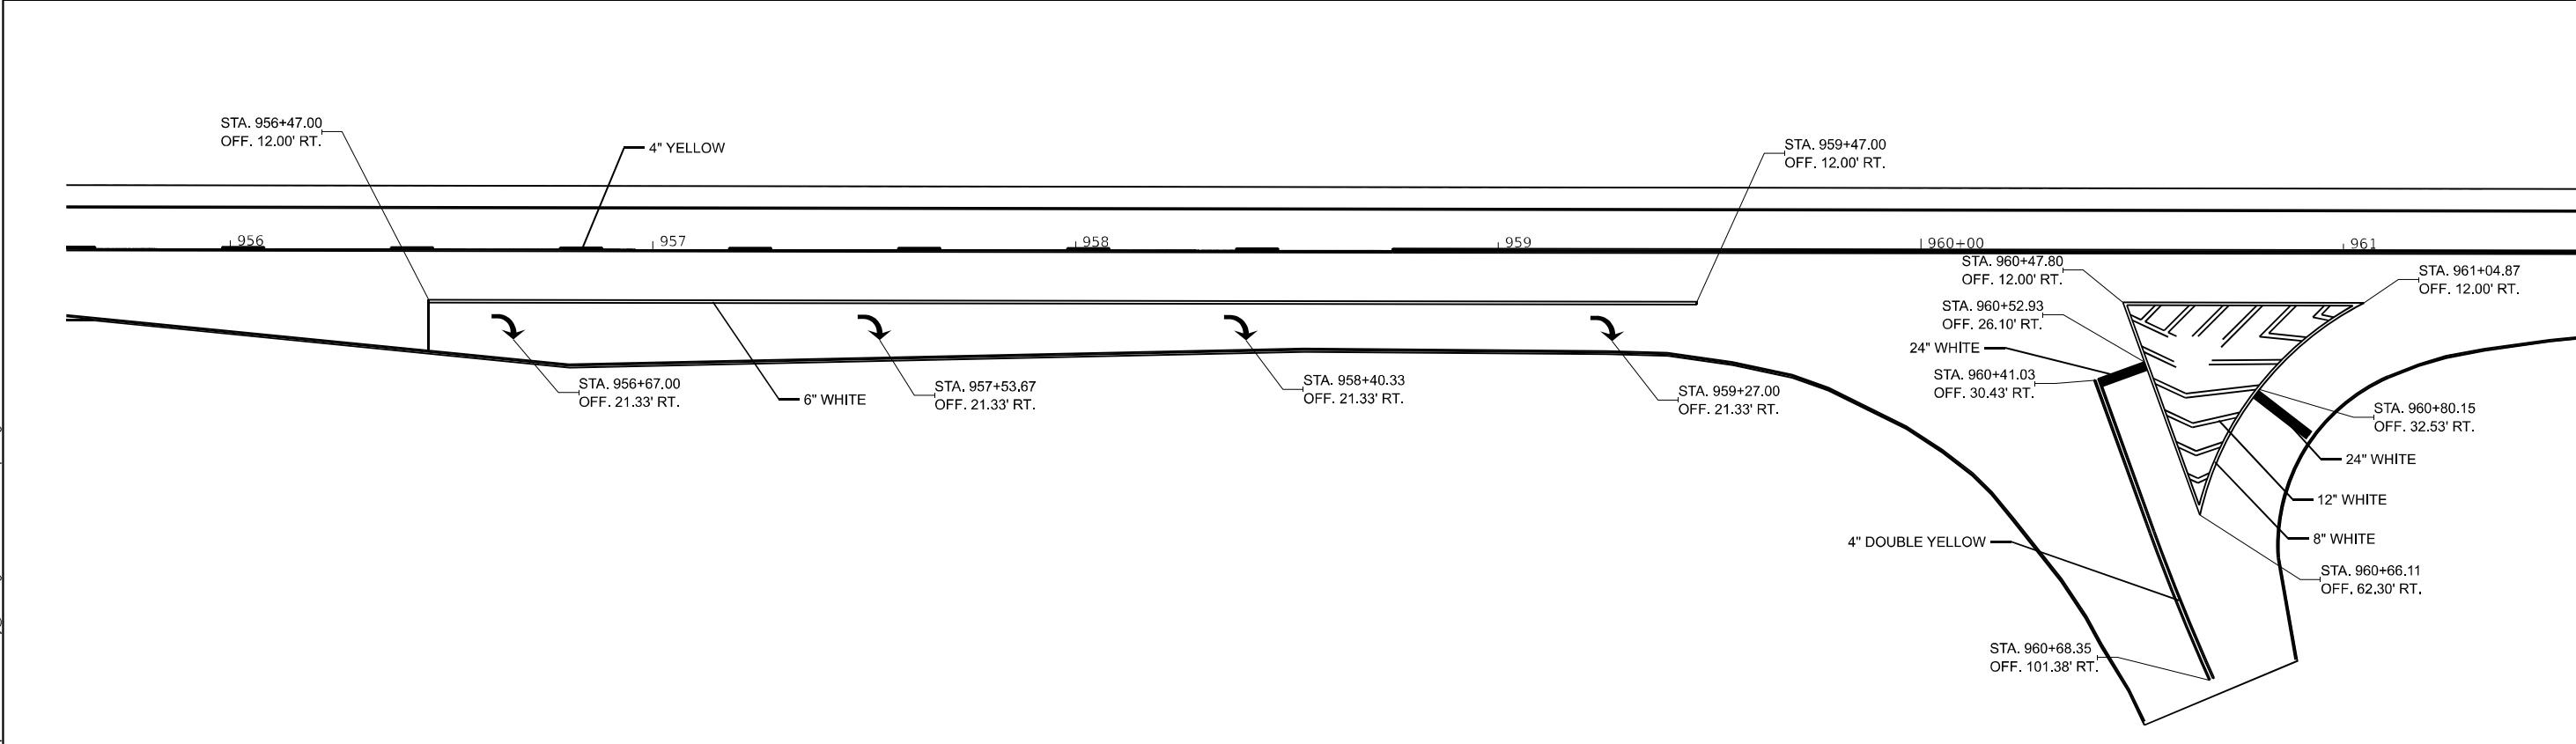 STA. 956+47.00
OFF. 12.00' RT.
4" YELLOW
STA. 959+47.00
OFF. 12.00' RT.
956
957
958
959
960+00
961
STA. 960+47.80
OFF. 12.00' RT.
STA. 961+04.87
OFF. 12.00' RT.
STA. 960+52.93
OFF. 26.10' RT.
24" WHITE
STA. 960+41.03
OFF. 30.43' RT.
STA. 956+67.00
OFF. 21.33' RT.
6" WHITE
STA. 957+53.67
OFF. 21.33' RT.
STA. 958+40.33
OFF. 21.33' RT.
STA. 959+27.00
OFF. 21.33' RT.
STA. 960+80.15
OFF. 32.53' RT.
24" WHITE
12" WHITE
8" WHITE
4" DOUBLE YELLOW
STA. 960+66.11
OFF. 62.30' RT.
STA. 960+68.35
OFF. 101.38' RT.